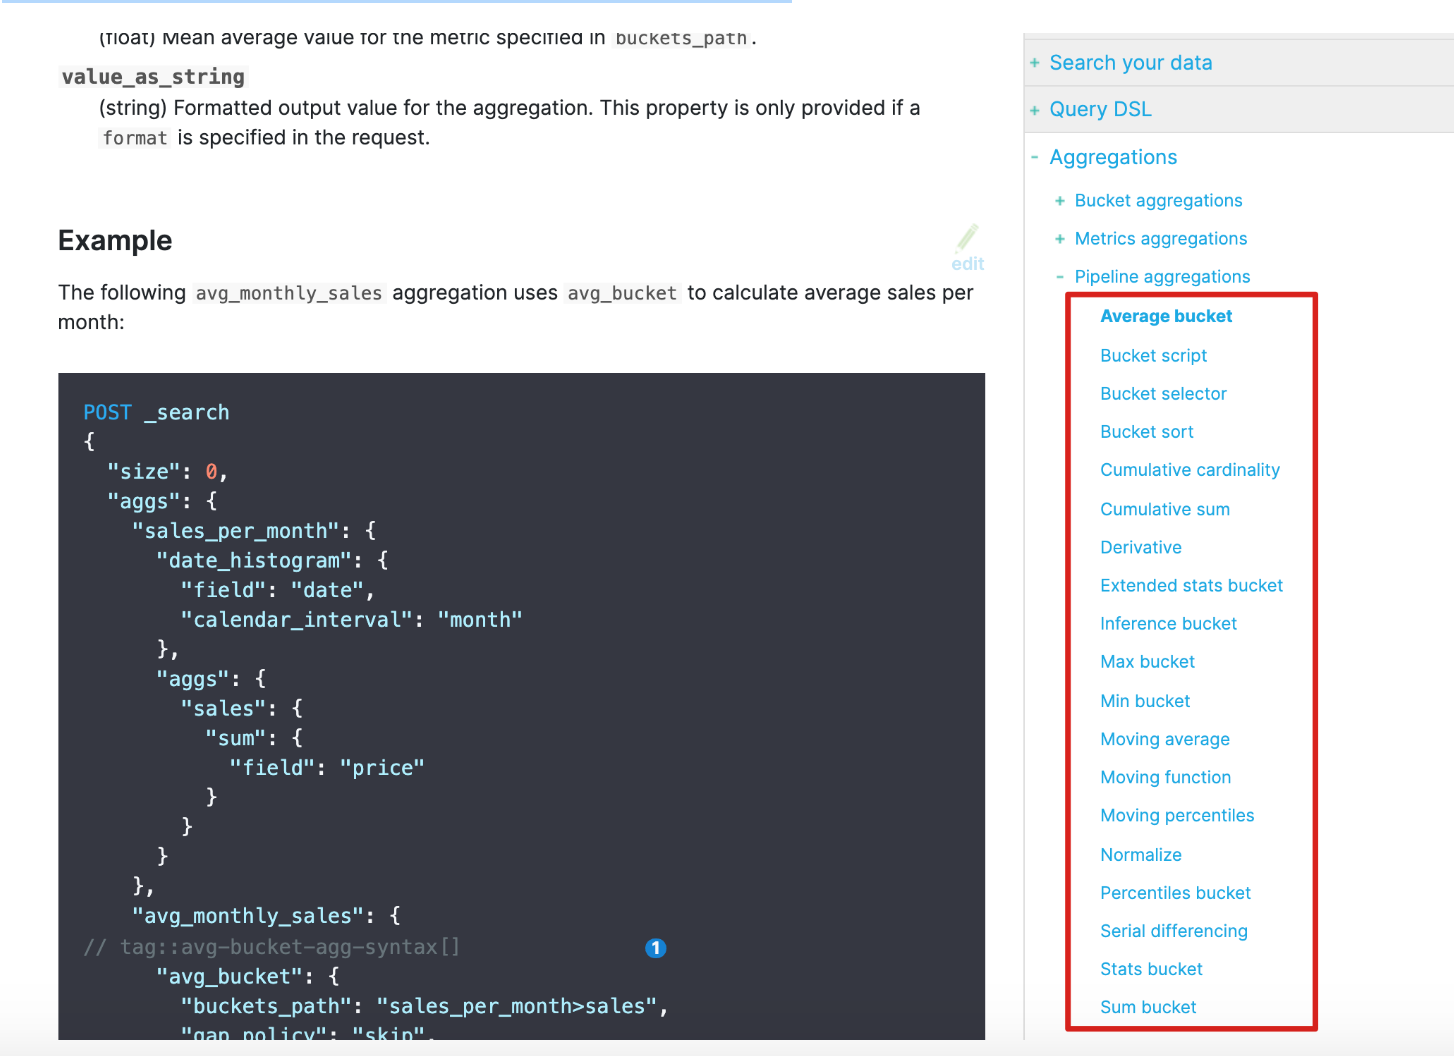 (float) Mean average value for the metric specified in buckets_path.
value_as_string
(string) Formatted output value for the aggregation. This property is only provided if a
format is specified in the request.
Example
edit
The following avg_monthly_sales aggregation uses avg_bucket to calculate average sales per
month:
POST _search
{
  "size": 0,
  "aggs": {
    "sales_per_month": {
      "date_histogram": {
        "field": "date",
        "calendar_interval": "month"
      },
      "aggs": {
        "sales": {
          "sum": {
            "field": "price"
          }
        }
      }
    },
    "avg_monthly_sales": {
// tag::avg-bucket-agg-syntax[] 1
      "avg_bucket": {
        "buckets_path": "sales_per_month>sales",
        "gap_policy": "skip",
+ Search your data
+ Query DSL
- Aggregations
+ Bucket aggregations
+ Metrics aggregations
- Pipeline aggregations
Average bucket
Bucket script
Bucket selector
Bucket sort
Cumulative cardinality
Cumulative sum
Derivative
Extended stats bucket
Inference bucket
Max bucket
Min bucket
Moving average
Moving function
Moving percentiles
Normalize
Percentiles bucket
Serial differencing
Stats bucket
Sum bucket